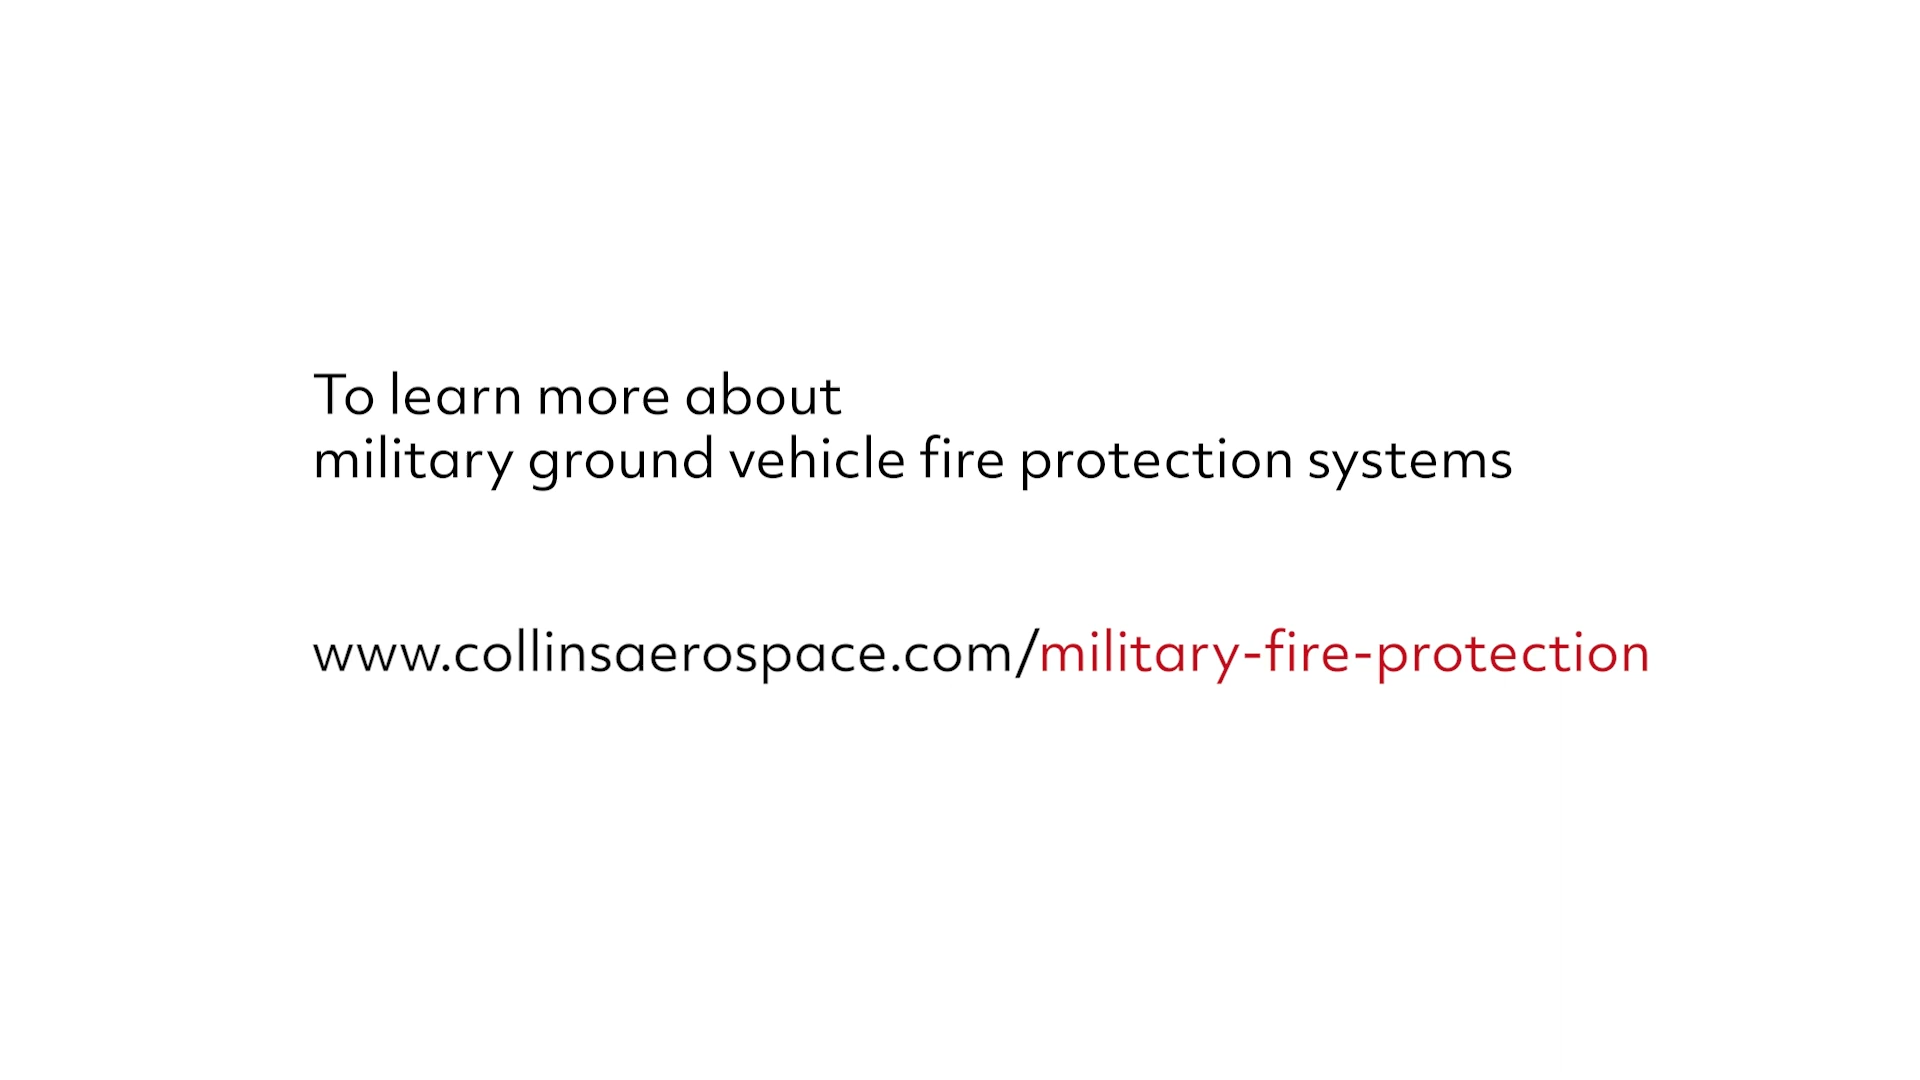 To learn more about
military ground vehicle fire protection systems
www.collinsaerospace.com/military-fire-protection